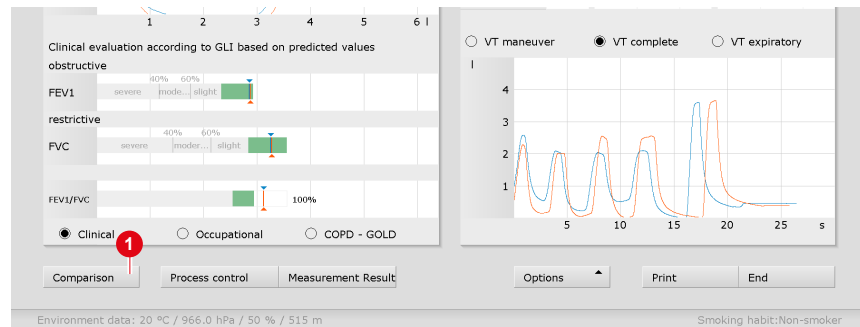 1 2 3 4 5 6 l
Clinical evaluation according to GLI based on predicted values
obstructive
40% 60%
FEV1 severe mode... slight
restrictive
40% 60%
FVC severe moder... slight
FEV1/FVC 100%
Clinical Occupational COPD - GOLD
VT maneuver VT complete VT expiratory
l
4
3
2
1
5 10 15 20 25 s
1
Comparison Process control Measurement Result Options Print End
Environment data: 20 ºC / 966.0 hPa / 50 % / 515 m Smoking habit:Non-smoker